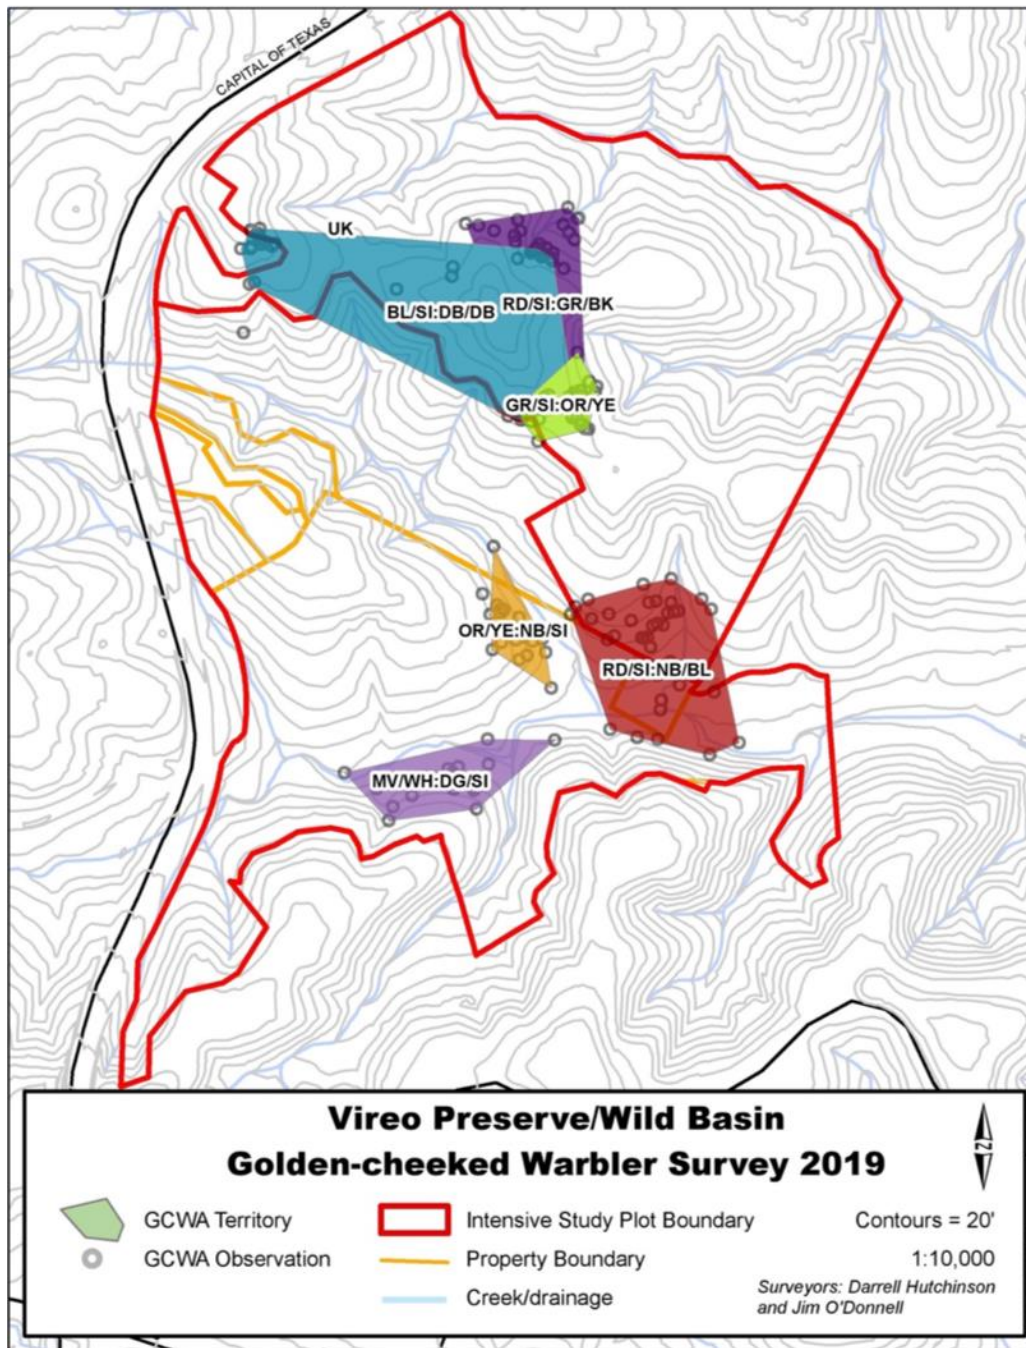 CAPITAL OF TEXAS
UK
BL/SI:DB/DB
RD/SI:GR/BK
GR/SI:OR/YE
OR/YE:NB/SI
RD/SI:NB/BL
MV/WH:DG/SI
Vireo Preserve/Wild Basin
Golden-cheeked Warbler Survey 2019
N
GCWA Territory
GCWA Observation
Intensive Study Plot Boundary
Property Boundary
Creek/drainage
Contours = 20'
1:10,000
Surveyors: Darrell Hutchinson
and Jim O'Donnell